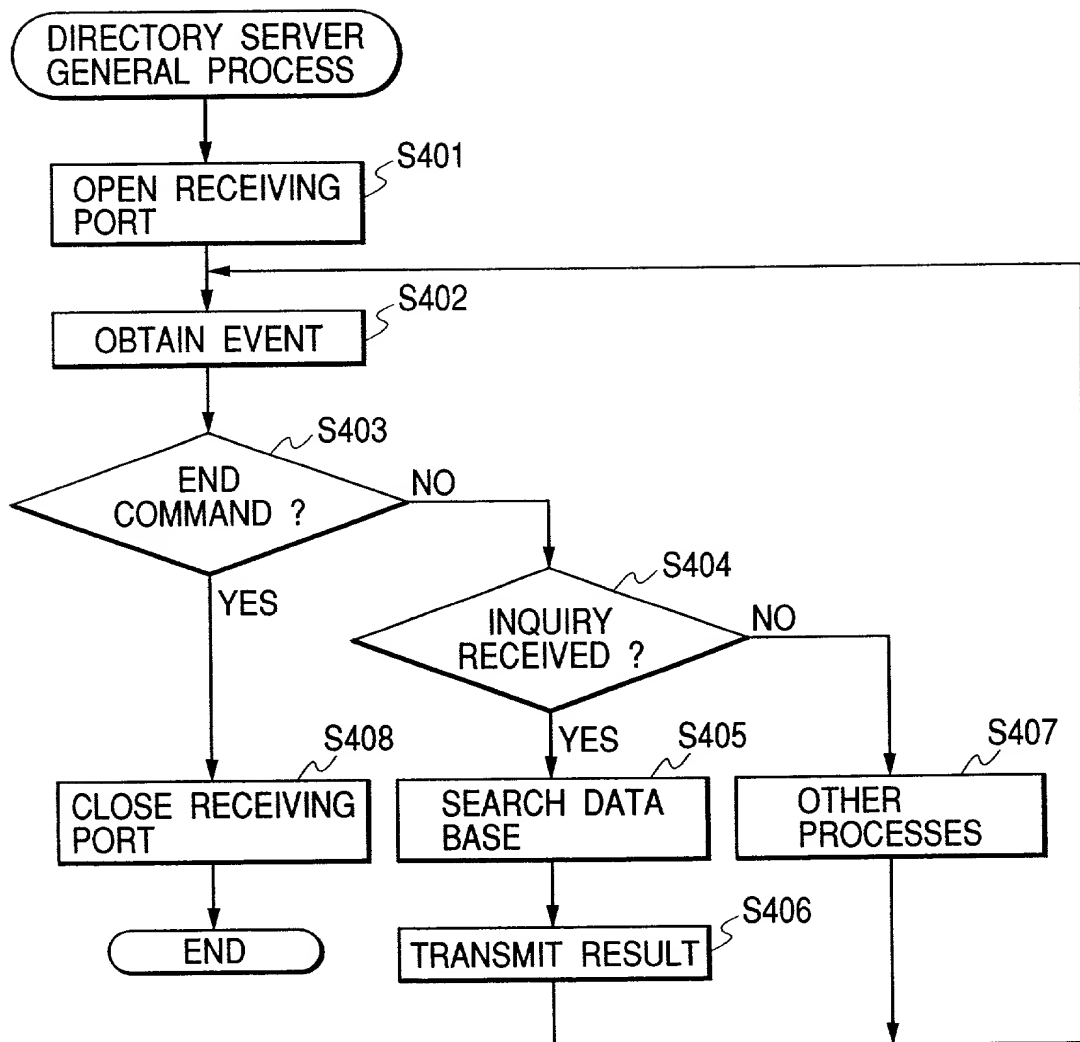 DIRECTORY SERVER
GENERAL PROCESS
S401
OPEN RECEIVING
PORT
S402
OBTAIN EVENT
S403
END
COMMAND ?
NO
YES
S404
INQUIRY
RECEIVED ?
NO
YES
S408
CLOSE RECEIVING
PORT
S405
SEARCH DATA
BASE
S407
OTHER
PROCESSES
S406
TRANSMIT RESULT
END